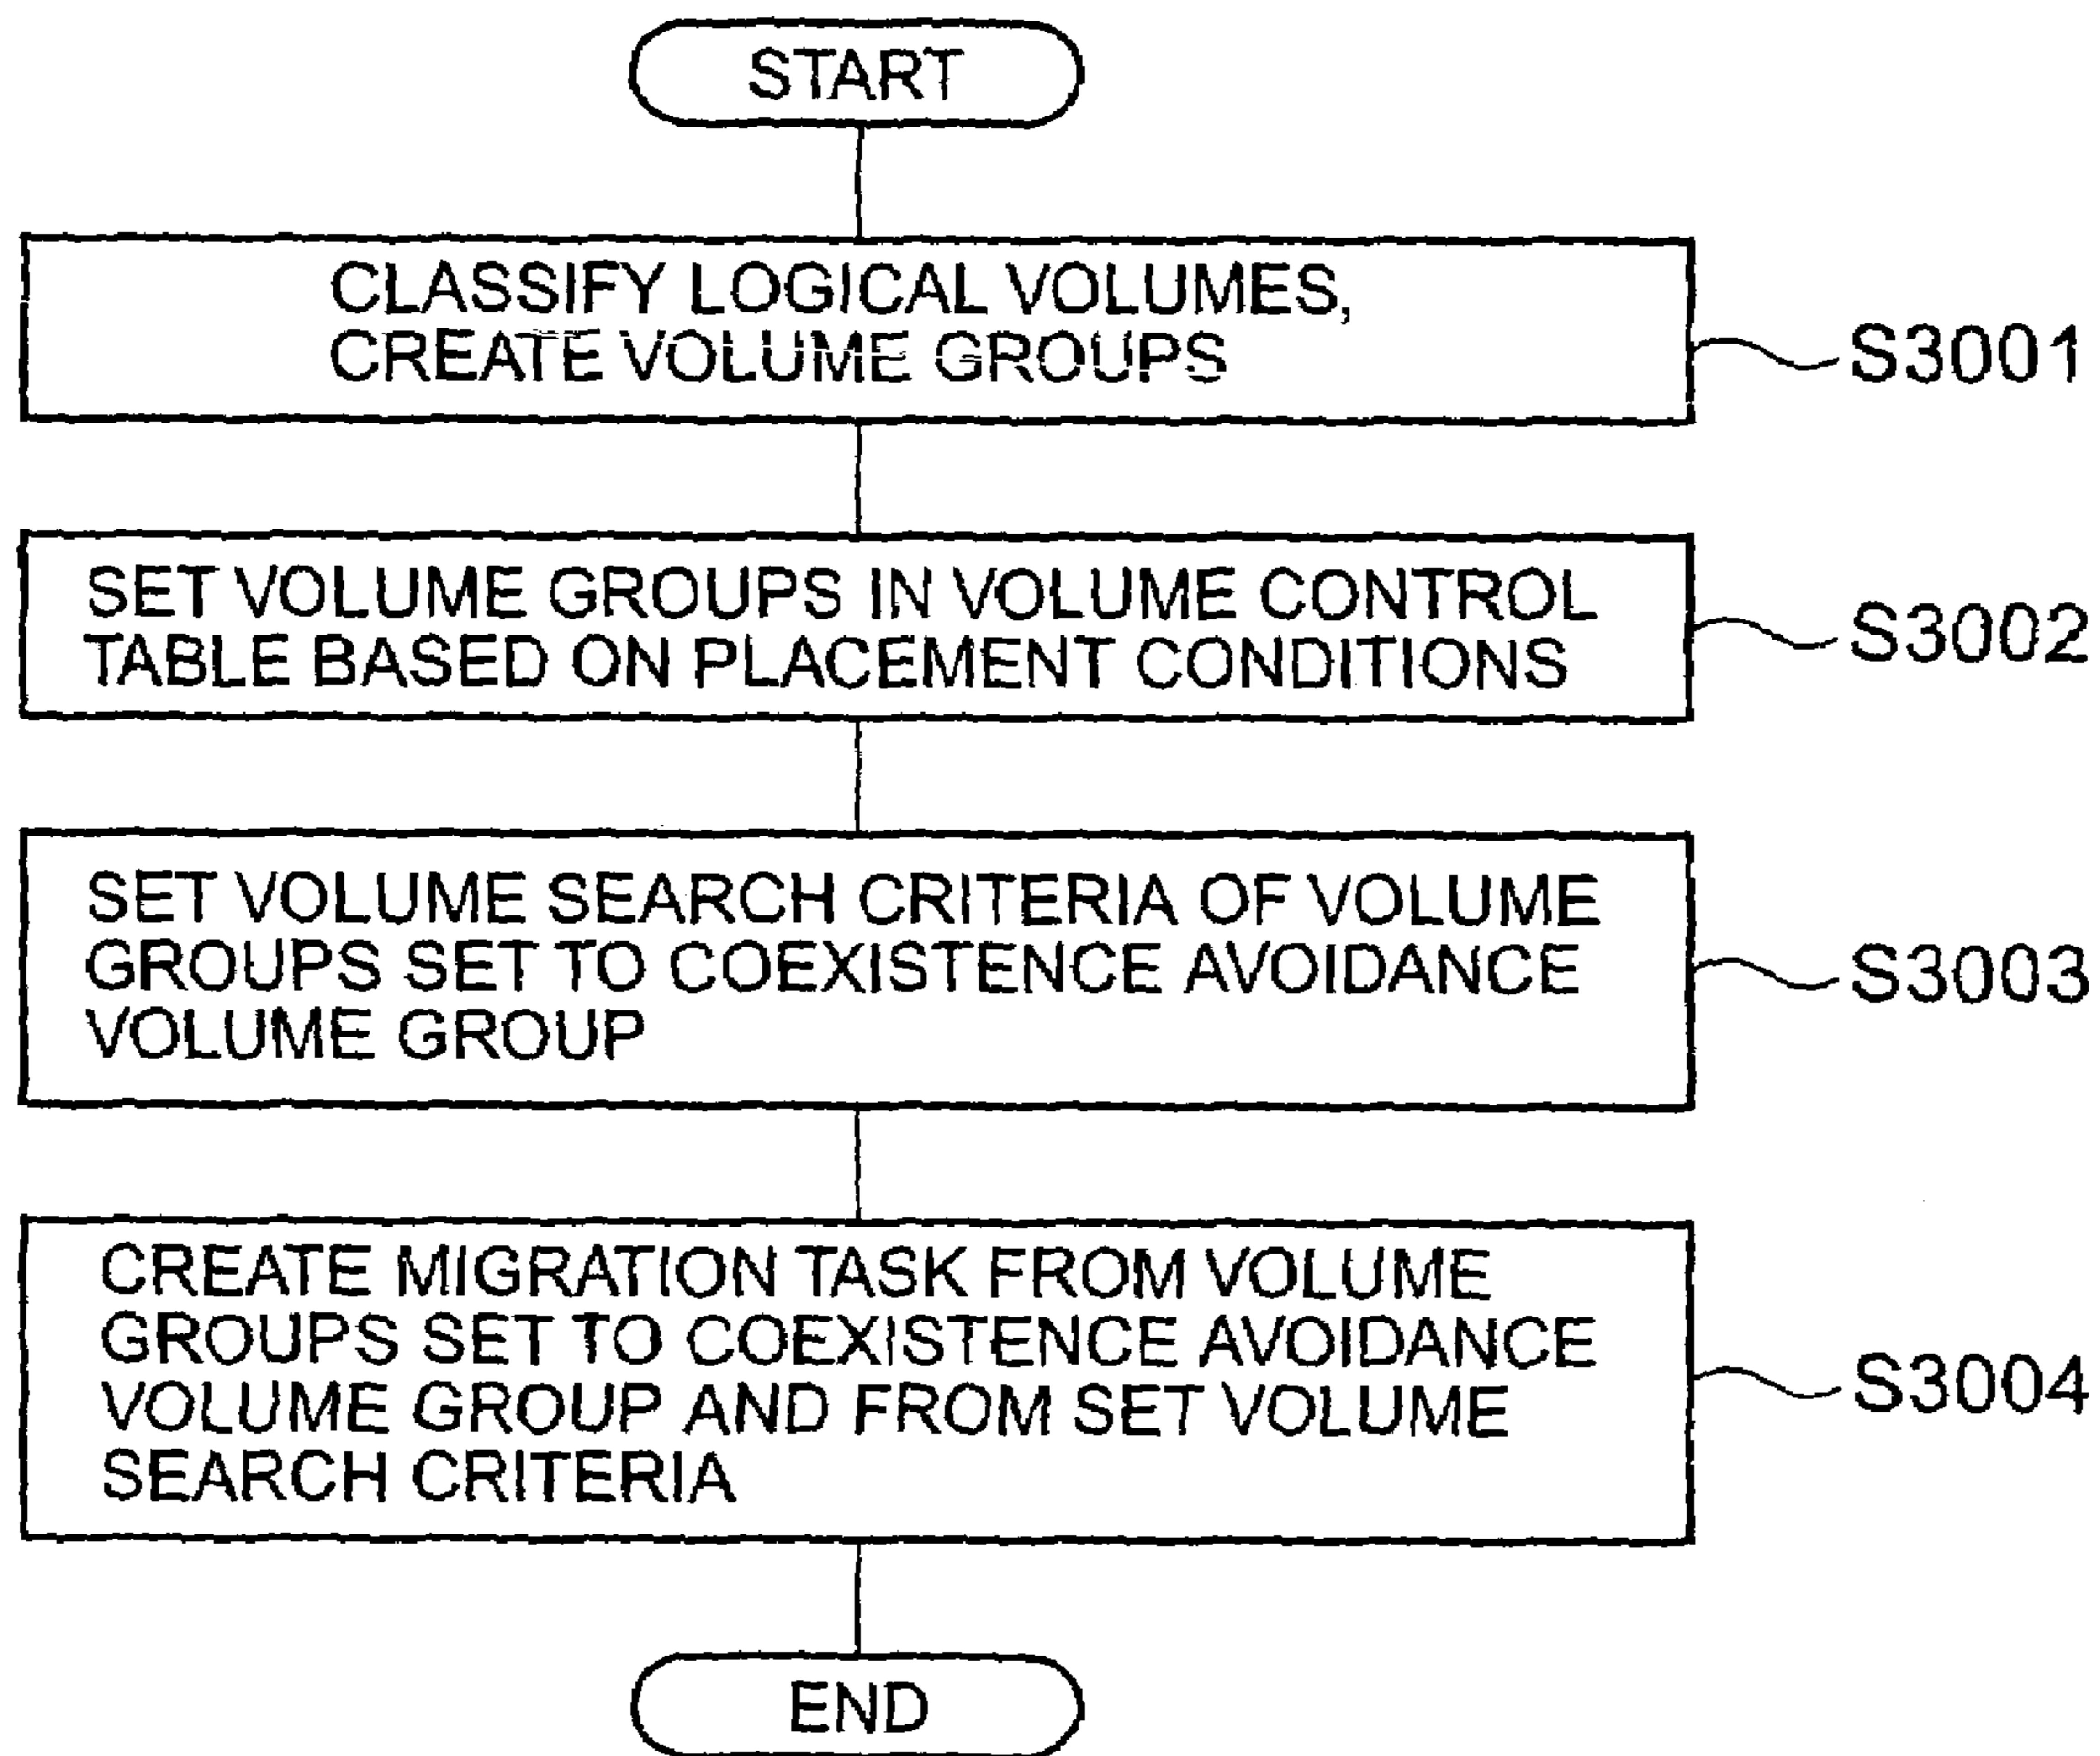 START
CLASSIFY LOGICAL VOLUMES,
CREATE VOLUME GROUPS
S3001
SET VOLUME GROUPS IN VOLUME CONTROL
TABLE BASED ON PLACEMENT CONDITIONS
S3002
SET VOLUME SEARCH CRITERIA OF VOLUME
GROUPS SET TO COEXISTENCE AVOIDANCE
VOLUME GROUP
S3003
CREATE MIGRATION TASK FROM VOLUME
GROUPS SET TO COEXISTENCE AVOIDANCE
VOLUME GROUP AND FROM SET VOLUME
SEARCH CRITERIA
S3004
END